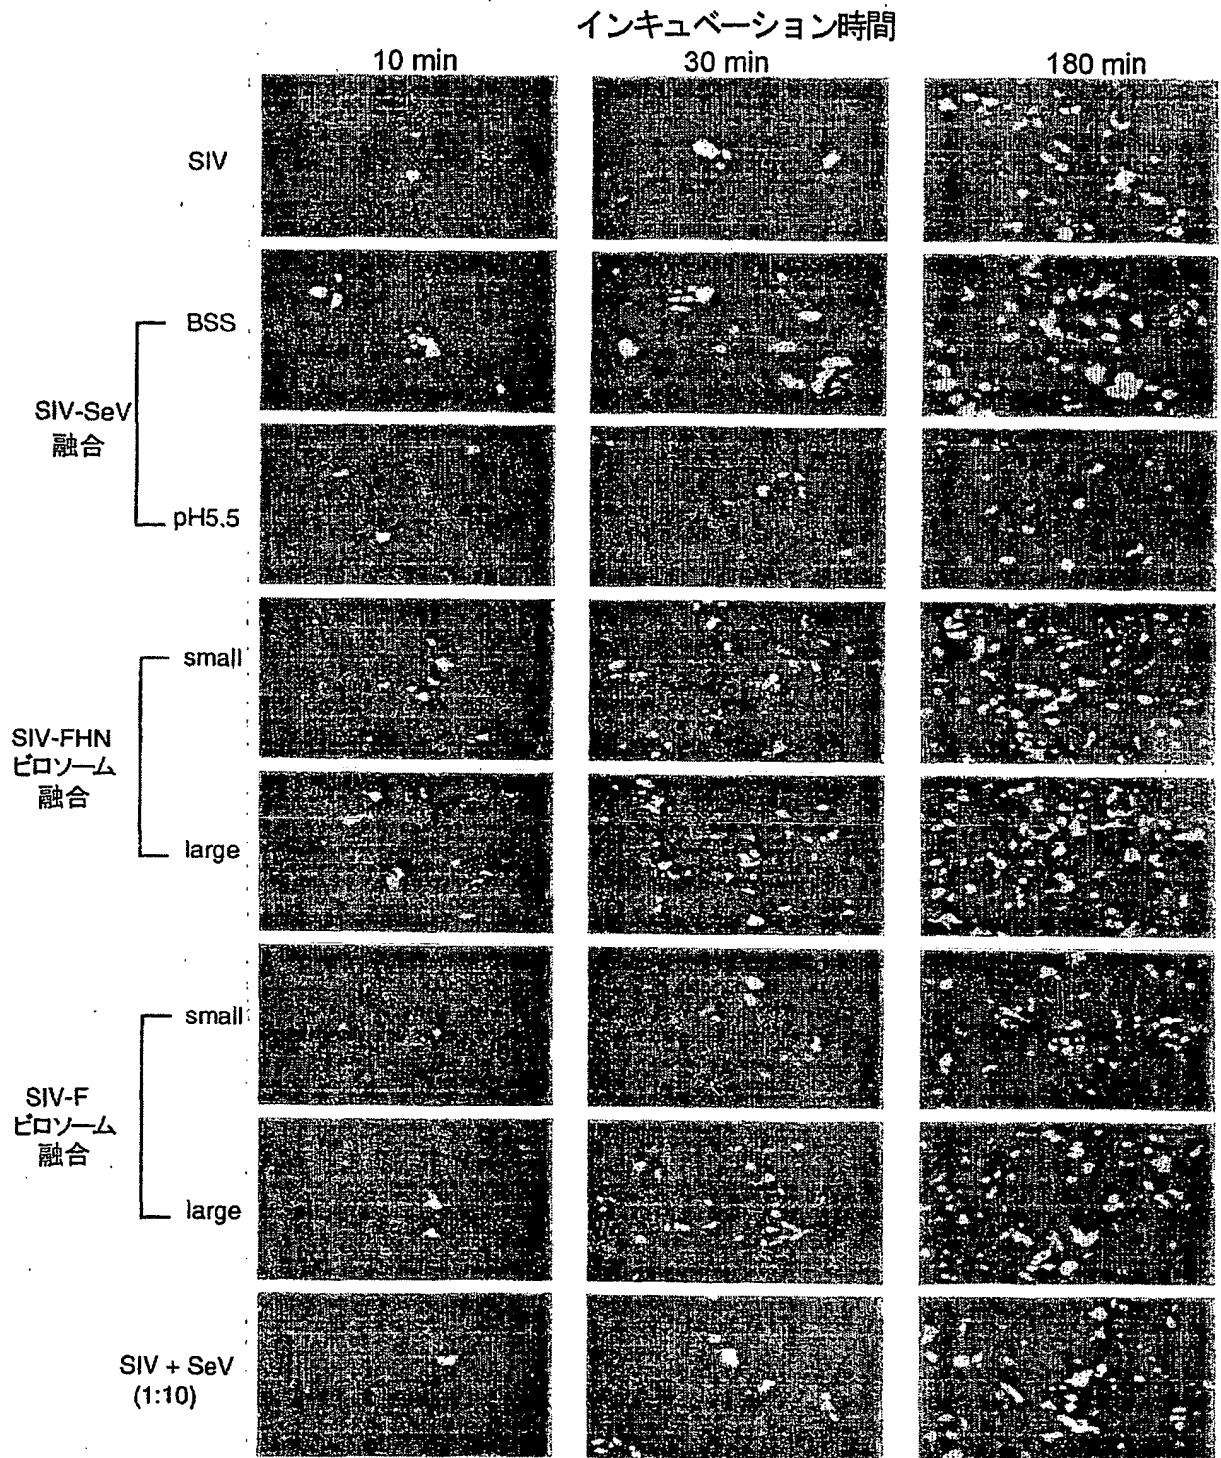 インキュベーション時間
10 min
30 min
180 min
SIV
BSS
SIV-SeV
融合
pH5.5
small
SIV-FHN
ビロソーム
融合
large
small
SIV-F
ビロソーム
融合
large
SIV + SeV
(1:10)